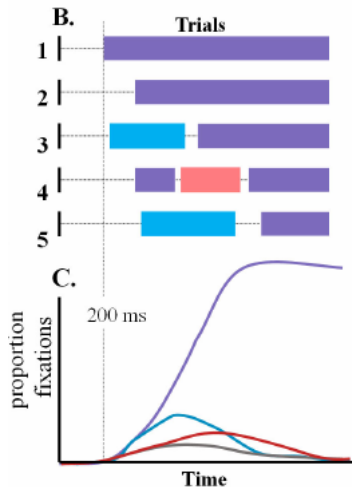 B.
Trials
1
2
3
4
5
C.
200 ms
proportion
fixations
Time